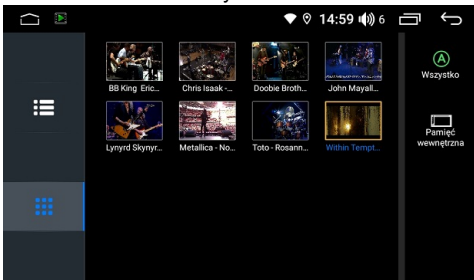 14:59 6
BB King Eric...
Chris Isaak -...
Doobie Broth...
John Mayall...
Lynyrd Skynyr...
Metallica - No...
Toto - Rosann...
Within Tempt...
A
Wszystko
Pamięć
wewnętrzna